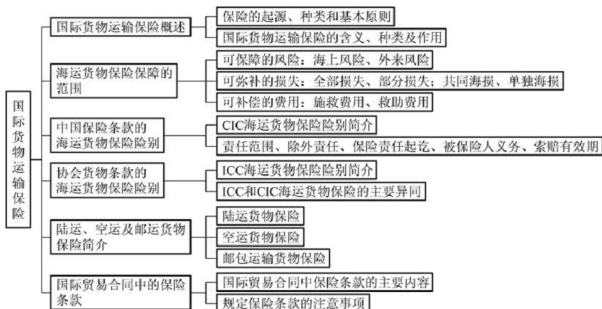 国际货物运输保险
国际货物运输保险概述
保险的起源、种类和基本原则
国际货物运输保险的含义、种类及作用
海运货物保险保障的
范围
可保障的风险：海上风险、外来风险
可弥补的损失：全部损失、部分损失；共同海损、单独海损
可补偿的费用：施救费用、救助费用
中国保险条款的
海运货物保险险别
CIC海运货物保险险别简介
责任范围、除外责任、保险责任起讫、被保险人义务、索赔有效期
协会货物条款的
海运货物保险险别
ICC海运货物保险险别简介
ICC和CIC海运货物保险的主要异同
陆运、空运及邮运货物
保险简介
陆运货物保险
空运货物保险
邮包运输货物保险
国际贸易合同中的保险
条款
国际贸易合同中保险条款的主要内容
规定保险条款的注意事项